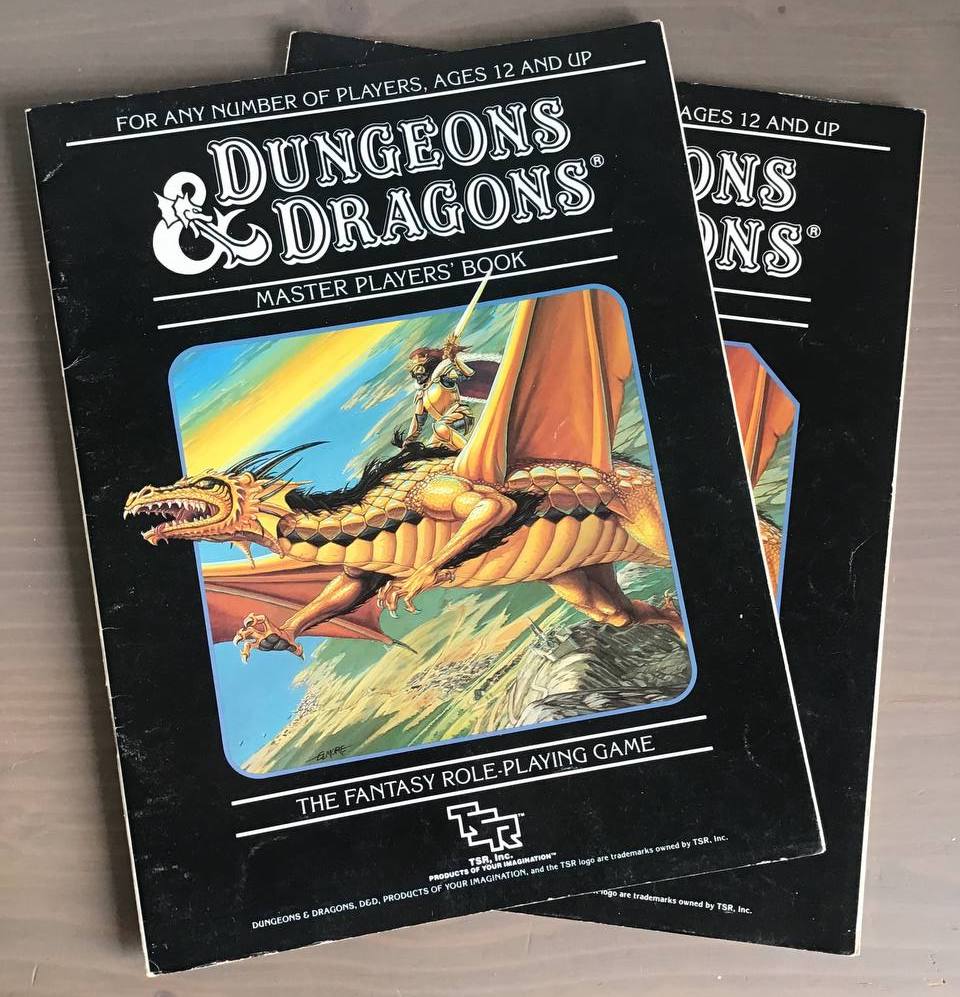 FOR ANY NUMBER OF PLAYERS, AGES 12 AND UP
DUNGEONS
& DRAGONS®
MASTER PLAYERS' BOOK
ELMORE
THE FANTASY ROLE-PLAYING GAME
TSR™
TSR, Inc.
PRODUCTS OF YOUR IMAGINATION™
DUNGEONS & DRAGONS, D&D, PRODUCTS OF YOUR IMAGINATION, and the TSR logo are trademarks owned by TSR, Inc.
AGES 12 AND UP
ONS
ONS®
logo are trademarks owned by TSR, Inc.